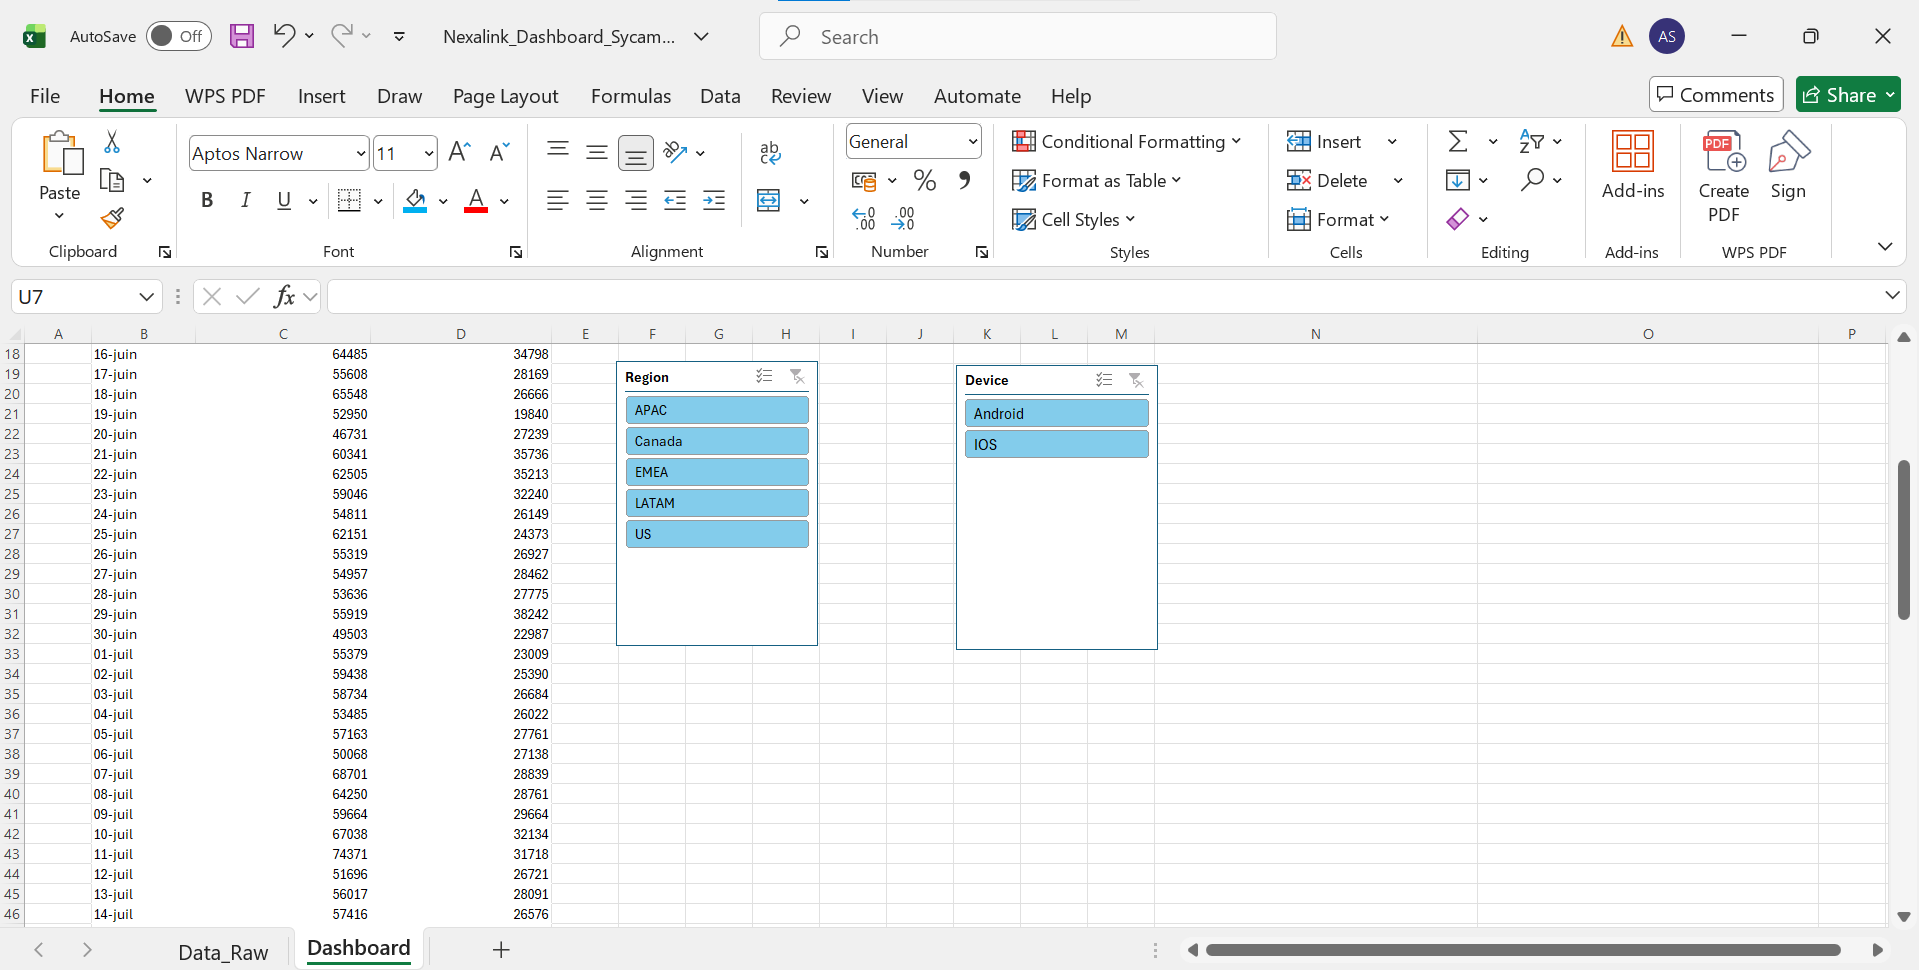 AutoSave Off Nexalink_Dashboard_Sycam... Search AS
File Home WPS PDF Insert Draw Page Layout Formulas Data Review View Automate Help Comments Share
Paste
Clipboard
Aptos Narrow 11
B I U A
Font
ab
Alignment
General
% 9
.00 .00
Number
Conditional Formatting
Format as Table
Cell Styles
Styles
Insert
Delete
Format
Cells
Editing
Add-ins
Add-ins
Create PDF
Sign
WPS PDF
U7 fx
A B C D E F G H I J K L M N O P
18 16-juin 64485 34798
19 17-juin 55608 28169
20 18-juin 65548 26666
21 19-juin 52950 19840
22 20-juin 46731 27239
23 21-juin 60341 35736
24 22-juin 62505 35213
25 23-juin 59046 32240
26 24-juin 54811 26149
27 25-juin 62151 24373
28 26-juin 55319 26927
29 27-juin 54957 28462
30 28-juin 53636 27775
31 29-juin 55919 38242
32 30-juin 49503 22987
33 01-juil 55379 23009
34 02-juil 59438 25390
35 03-juil 58734 26684
36 04-juil 53485 26022
37 05-juil 57163 27761
38 06-juil 50068 27138
39 07-juil 68701 28839
40 08-juil 64250 28761
41 09-juil 59664 29664
42 10-juil 67038 32134
43 11-juil 74371 31718
44 12-juil 51696 26721
45 13-juil 56017 28091
46 14-juil 57416 26576
Region
APAC
Canada
EMEA
LATAM
US
Device
Android
IOS
Data_Raw Dashboard